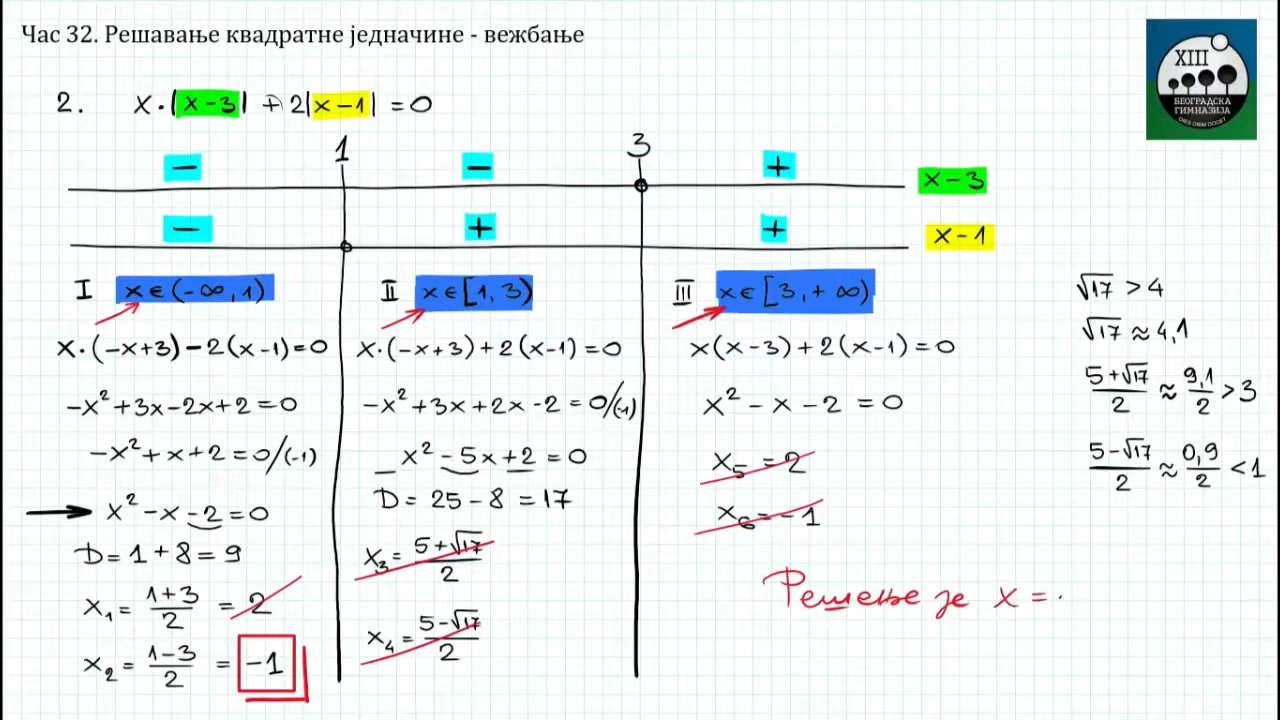 Час 32. Решавање квадратне једначине - вежбање
XIII
БЕОГРАДСКА
ГИМНАЗИЈА
2. x·|x-3| + 2|x-1| = 0
1 3
- - + x-3
- + + x-1
I x∈(-∞,1)
x·(-x+3)-2(x-1)=0
-x²+3x-2x+2=0
-x²+x+2=0/(-1)
x²-x-2=0
D=1+8=9
x₁= (1+3)/2 = 2
x₂= (1-3)/2 = -1
II x∈[1,3)
x·(-x+3)+2(x-1)=0
-x²+3x+2x-2=0/(-1)
x²-5x+2=0
D=25-8=17
x₃= (5+√17)/2
x₄= (5-√17)/2
III x∈[3,+∞)
x(x-3)+2(x-1)=0
x²-x-2=0
x₅=2
x₆=-1
√17>4
√17≈4,1
(5+√17)/2 ≈ 9,1/2 >3
(5-√17)/2 ≈ 0,9/2 <1
Решење је x =